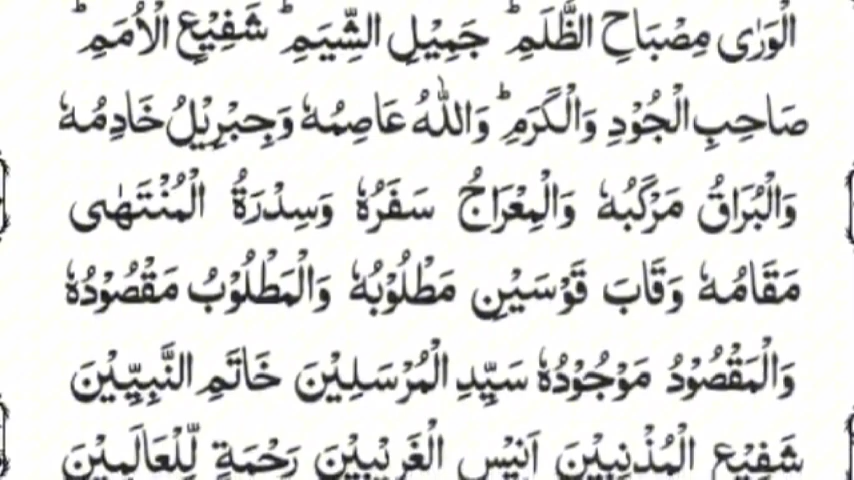 الْوَرٰى مِصْبَاحِ الظُّلَمِ ؕ جَمِيْلِ الشِّيَمِ ؕ شَفِيْعِ الْاُمَمِ ؕ
صَاحِبِ الْجُوْدِ وَالْكَرَمِ ؕ وَاللّٰهُ عَاصِمُهٗ وَجِبْرِيْلُ خَادِمُهٗ
وَالْبُرَاقُ مَرْكَبُهٗ وَالْمِعْرَاجُ سَفَرُهٗ وَسِدْرَةُ الْمُنْتَهٰى
مَقَامُهٗ وَقَابَ قَوْسَيْنِ مَطْلُوْبُهٗ وَالْمَطْلُوْبُ مَقْصُوْدُهٗ
وَالْمَقْصُوْدُ مَوْجُوْدُهٗ سَيِّدِ الْمُرْسَلِيْنَ خَاتَمِ النَّبِيِّيْنَ
شَفِيْعِ الْمُذْنِبِيْنَ اَنِيْسِ الْغَرِيْبِيْنَ رَحْمَةٍ لِّلْعَالَمِيْنَ